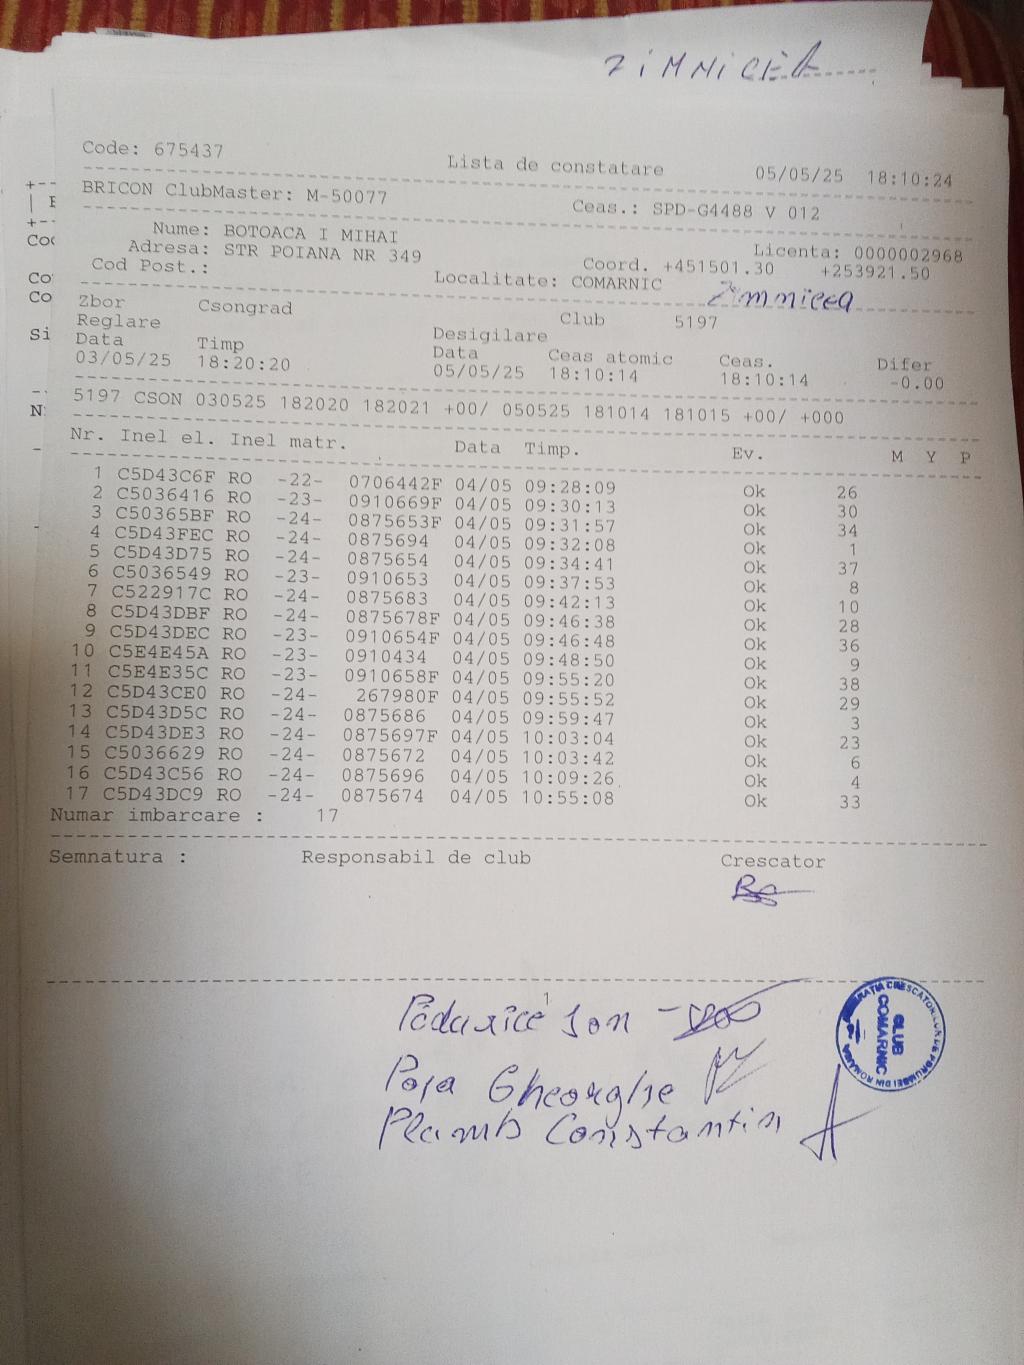 ZIMNICEA
Code: 675437 Lista de constatare 05/05/25 18:10:24
BRICON ClubMaster: M-50077 Ceas.: SPD-G4488 V 012
Nume: BOTOACA I MIHAI Licenta: 0000002968
Adresa: STR POIANA NR 349 Coord. +451501.30 +253921.50
Cod Post.: Localitate: COMARNIC Zimnicea
Zbor Csongrad Club 5197
Reglare Desigilare
Data Timp Data Ceas atomic Ceas. Difer
03/05/25 18:20:20 05/05/25 18:10:14 18:10:14 -0.00
5197 CSON 030525 182020 182021 +00/ 050525 181014 181015 +00/ +000
Nr. Inel el. Inel matr. Data Timp. Ev. M Y P
1 C5D43C6F RO -22- 0706442F 04/05 09:28:09 Ok 26
2 C5036416 RO -23- 0910669F 04/05 09:30:13 Ok 30
3 C50365BF RO -24- 0875653F 04/05 09:31:57 Ok 34
4 C5D43FEC RO -24- 0875694 04/05 09:32:08 Ok 1
5 C5D43D75 RO -24- 0875654 04/05 09:34:41 Ok 37
6 C5036549 RO -23- 0910653 04/05 09:37:53 Ok 8
7 C522917C RO -24- 0875683 04/05 09:42:13 Ok 10
8 C5D43DBF RO -24- 0875678F 04/05 09:46:38 Ok 28
9 C5D43DEC RO -23- 0910654F 04/05 09:46:48 Ok 36
10 C5E4E45A RO -23- 0910434 04/05 09:48:50 Ok 9
11 C5E4E35C RO -23- 0910658F 04/05 09:55:20 Ok 38
12 C5D43CE0 RO -24- 267980F 04/05 09:55:52 Ok 29
13 C5D43D5C RO -24- 0875686 04/05 09:59:47 Ok 3
14 C5D43DE3 RO -24- 0875697F 04/05 10:03:04 Ok 23
15 C5036629 RO -24- 0875672 04/05 10:03:42 Ok 6
16 C5D43C56 RO -24- 0875696 04/05 10:09:26 Ok 4
17 C5D43DC9 RO -24- 0875674 04/05 10:55:08 Ok 33
Numar imbarcare : 17
Semnatura : Responsabil de club Crescator
Ion
Popa Gheorghe
Plamb Constantin
CLUB
COMARNIC
DIN ROMANIA